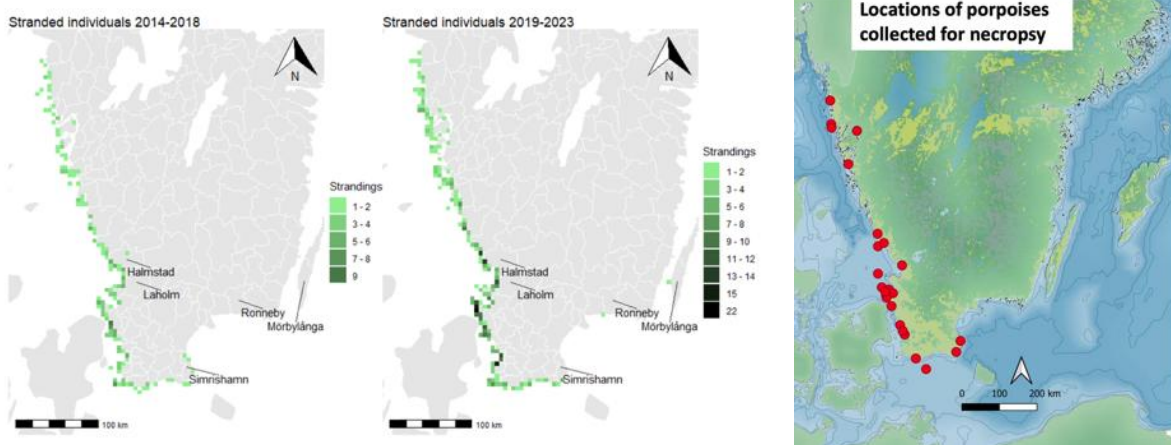 Stranded individuals 2014-2018
N
Strandings
1 - 2
3 - 4
5 - 6
7 - 8
9
Halmstad
Laholm
Ronneby
Mörbylånga
Simrishamn
100 km
Stranded individuals 2019-2023
N
Strandings
1 - 2
3 - 4
5 - 6
7 - 8
9 - 10
11 - 12
13 - 14
15
22
Halmstad
Laholm
Ronneby
Mörbylånga
Simrishamn
100 km
Locations of porpoises
collected for necropsy
0 100 200 km